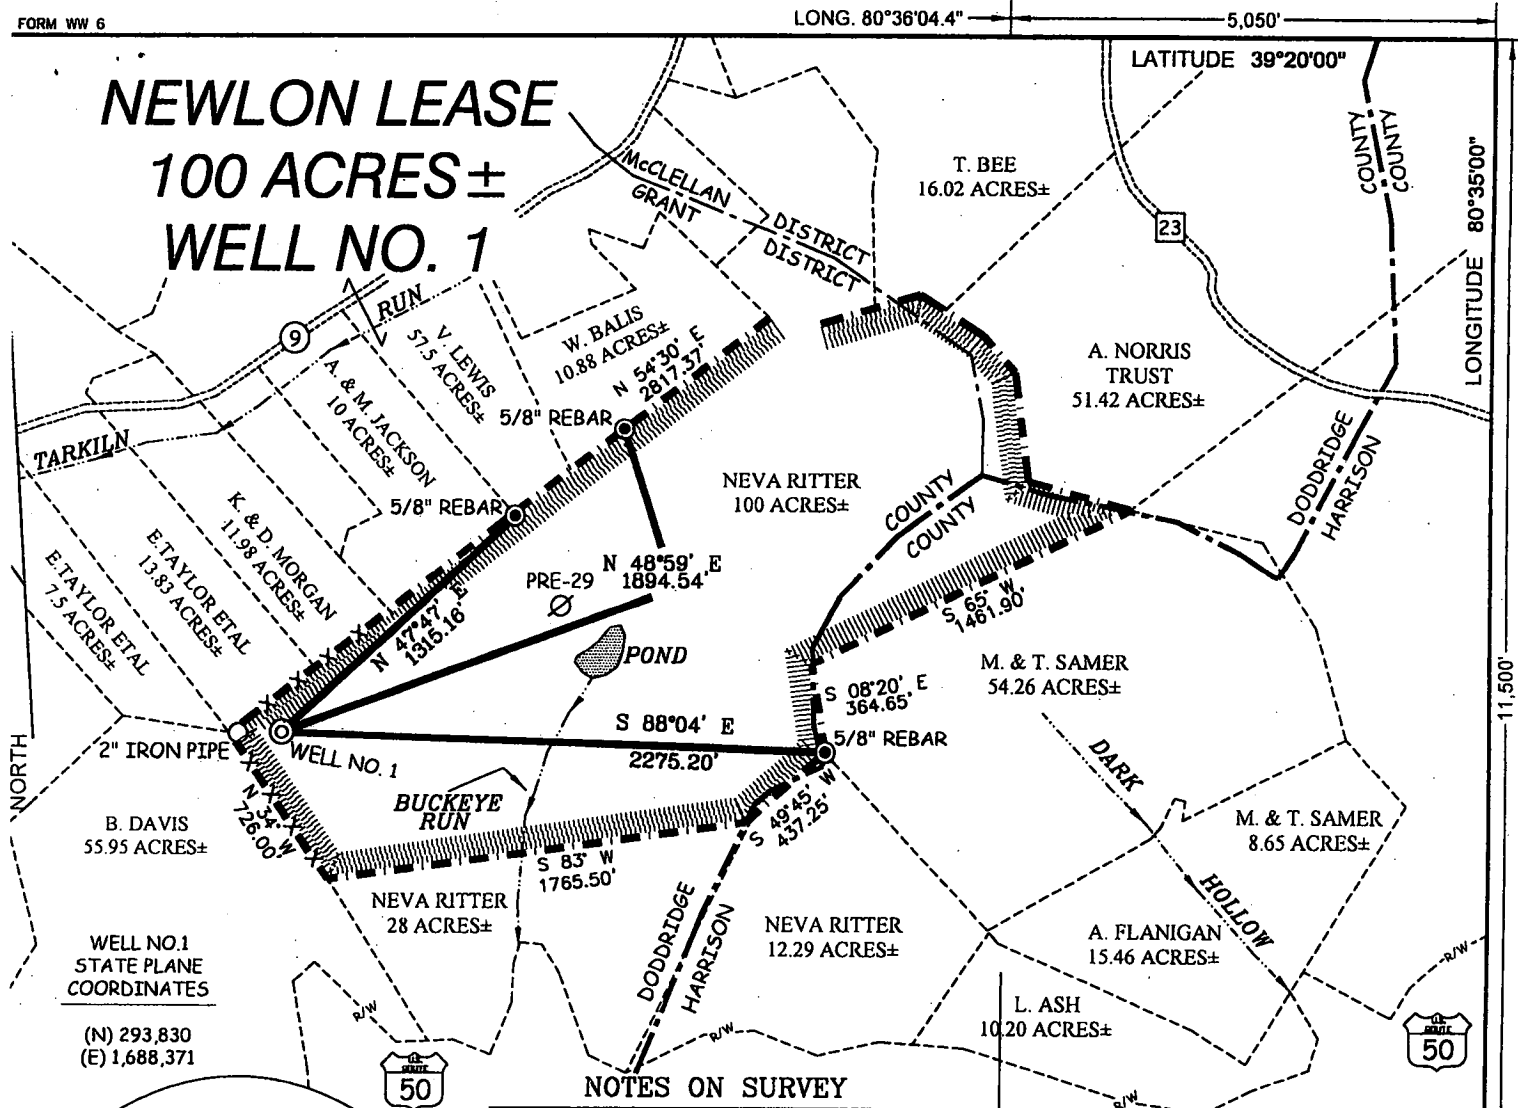 FORM WW 6
LONG. 80°36'04.4"
5,050'
LATITUDE 39°20'00"
NEWLON LEASE
100 ACRES±
WELL NO. 1
McCLELLAN
GRANT
DISTRICT
DISTRICT
T. BEE
16.02 ACRES±
23
COUNTY
COUNTY
LONGITUDE 80°35'00"
9
RUN
TARKILN
V. LEWIS
57.5 ACRES±
W. BALIS
10.88 ACRES±
N 54°30' E
2817.37'
A. & M. JACKSON
10 ACRES±
5/8" REBAR
5/8" REBAR
A. NORRIS
TRUST
51.42 ACRES±
NEVA RITTER
100 ACRES±
COUNTY
COUNTY
DODDRIDGE
HARRISON
K. & D. MORGAN
11.98 ACRES±
E.TAYLOR ETAL
13.83 ACRES±
E.TAYLOR ETAL
7.5 ACRES±
N 48°59' E
1894.54'
PRE-29
N 47°47' E
1315.16'
S 65° W
1461.90'
POND
M. & T. SAMER
54.26 ACRES±
S 08°20' E
364.65'
11,500'
S 88°04' E
2275.20'
5/8" REBAR
2" IRON PIPE
WELL NO. 1
NORTH
N 34° W
726.00'
BUCKEYE
RUN
S 49°45' W
437.25'
DARK
HOLLOW
B. DAVIS
55.95 ACRES±
M. & T. SAMER
8.65 ACRES±
S 83° W
1765.50'
NEVA RITTER
28 ACRES±
DODDRIDGE
HARRISON
NEVA RITTER
12.29 ACRES±
A. FLANIGAN
15.46 ACRES±
R/W
WELL NO.1
STATE PLANE
COORDINATES
(N) 293,830
(E) 1,688,371
R/W
R/W
L. ASH
10.20 ACRES±
U.S.
ROUTE
50
U.S.
ROUTE
50
NOTES ON SURVEY
R/W